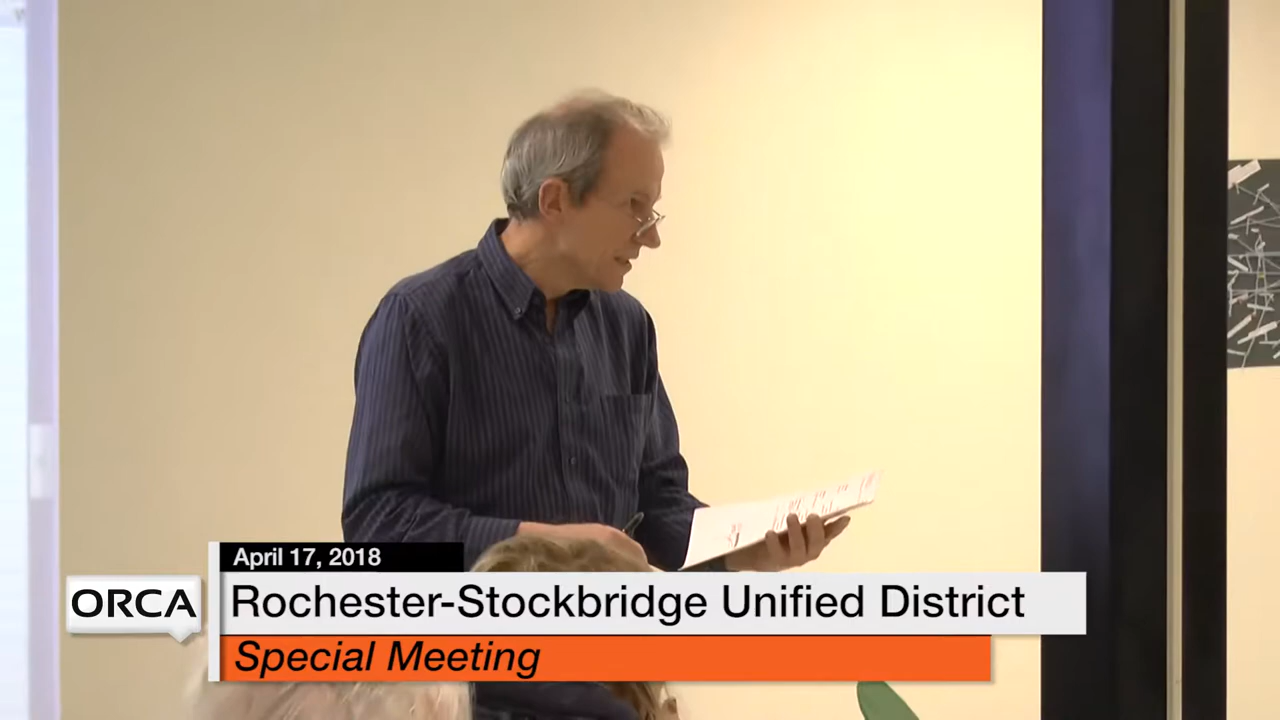 April 17, 2018
ORCA
Rochester-Stockbridge Unified District
Special Meeting